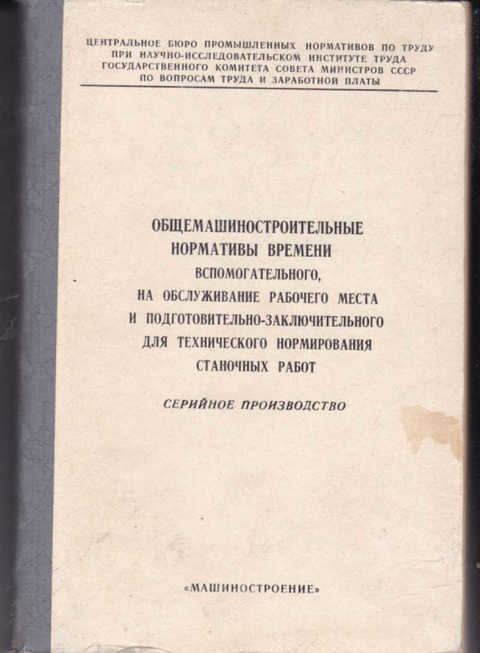 ЦЕНТРАЛЬНОЕ БЮРО ПРОМЫШЛЕННЫХ НОРМАТИВОВ ПО ТРУДУ
ПРИ НАУЧНО-ИССЛЕДОВАТЕЛЬСКОМ ИНСТИТУТЕ ТРУДА
ГОСУДАРСТВЕННОГО КОМИТЕТА СОВЕТА МИНИСТРОВ СССР
ПО ВОПРОСАМ ТРУДА И ЗАРАБОТНОЙ ПЛАТЫ
ОБЩЕМАШИНОСТРОИТЕЛЬНЫЕ
НОРМАТИВЫ ВРЕМЕНИ
ВСПОМОГАТЕЛЬНОГО,
НА ОБСЛУЖИВАНИЕ РАБОЧЕГО МЕСТА
И ПОДГОТОВИТЕЛЬНО-ЗАКЛЮЧИТЕЛЬНОГО
ДЛЯ ТЕХНИЧЕСКОГО НОРМИРОВАНИЯ
СТАНОЧНЫХ РАБОТ
СЕРИЙНОЕ ПРОИЗВОДСТВО
«МАШИНОСТРОЕНИЕ»